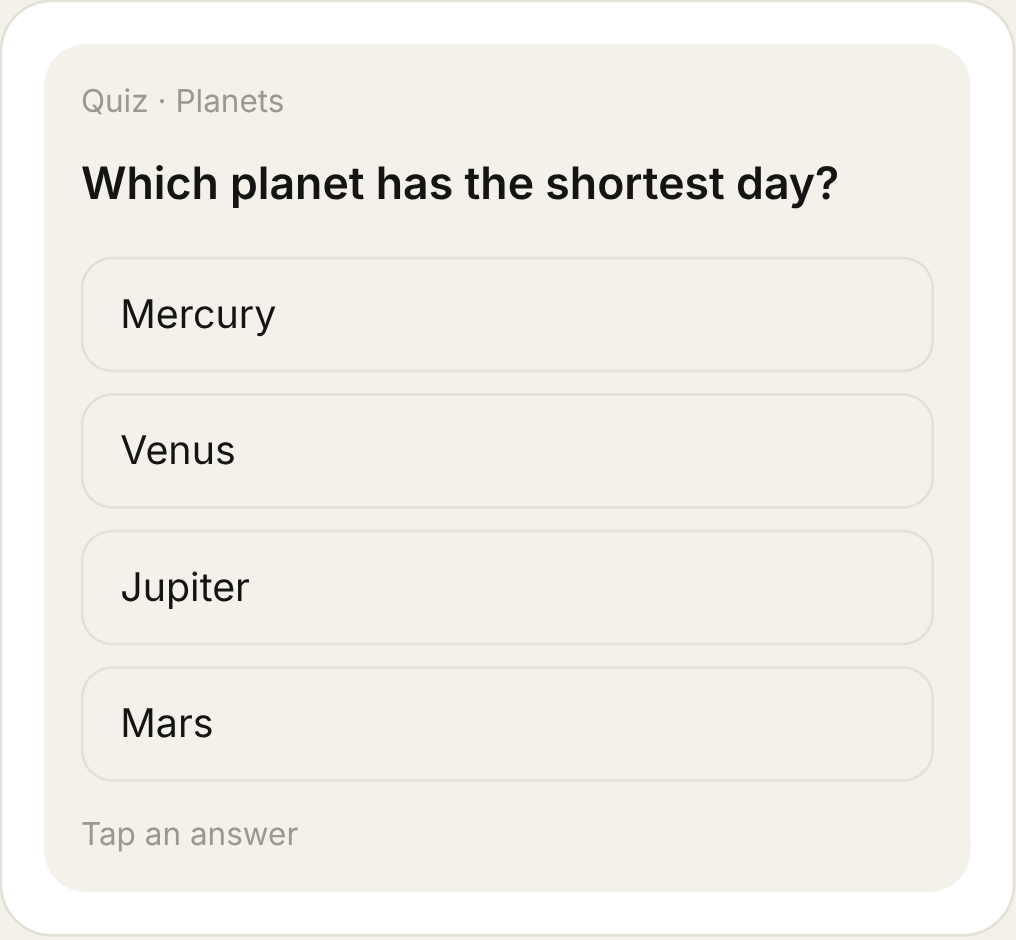 Quiz · Planets
Which planet has the shortest day?
Mercury
Venus
Jupiter
Mars
Tap an answer